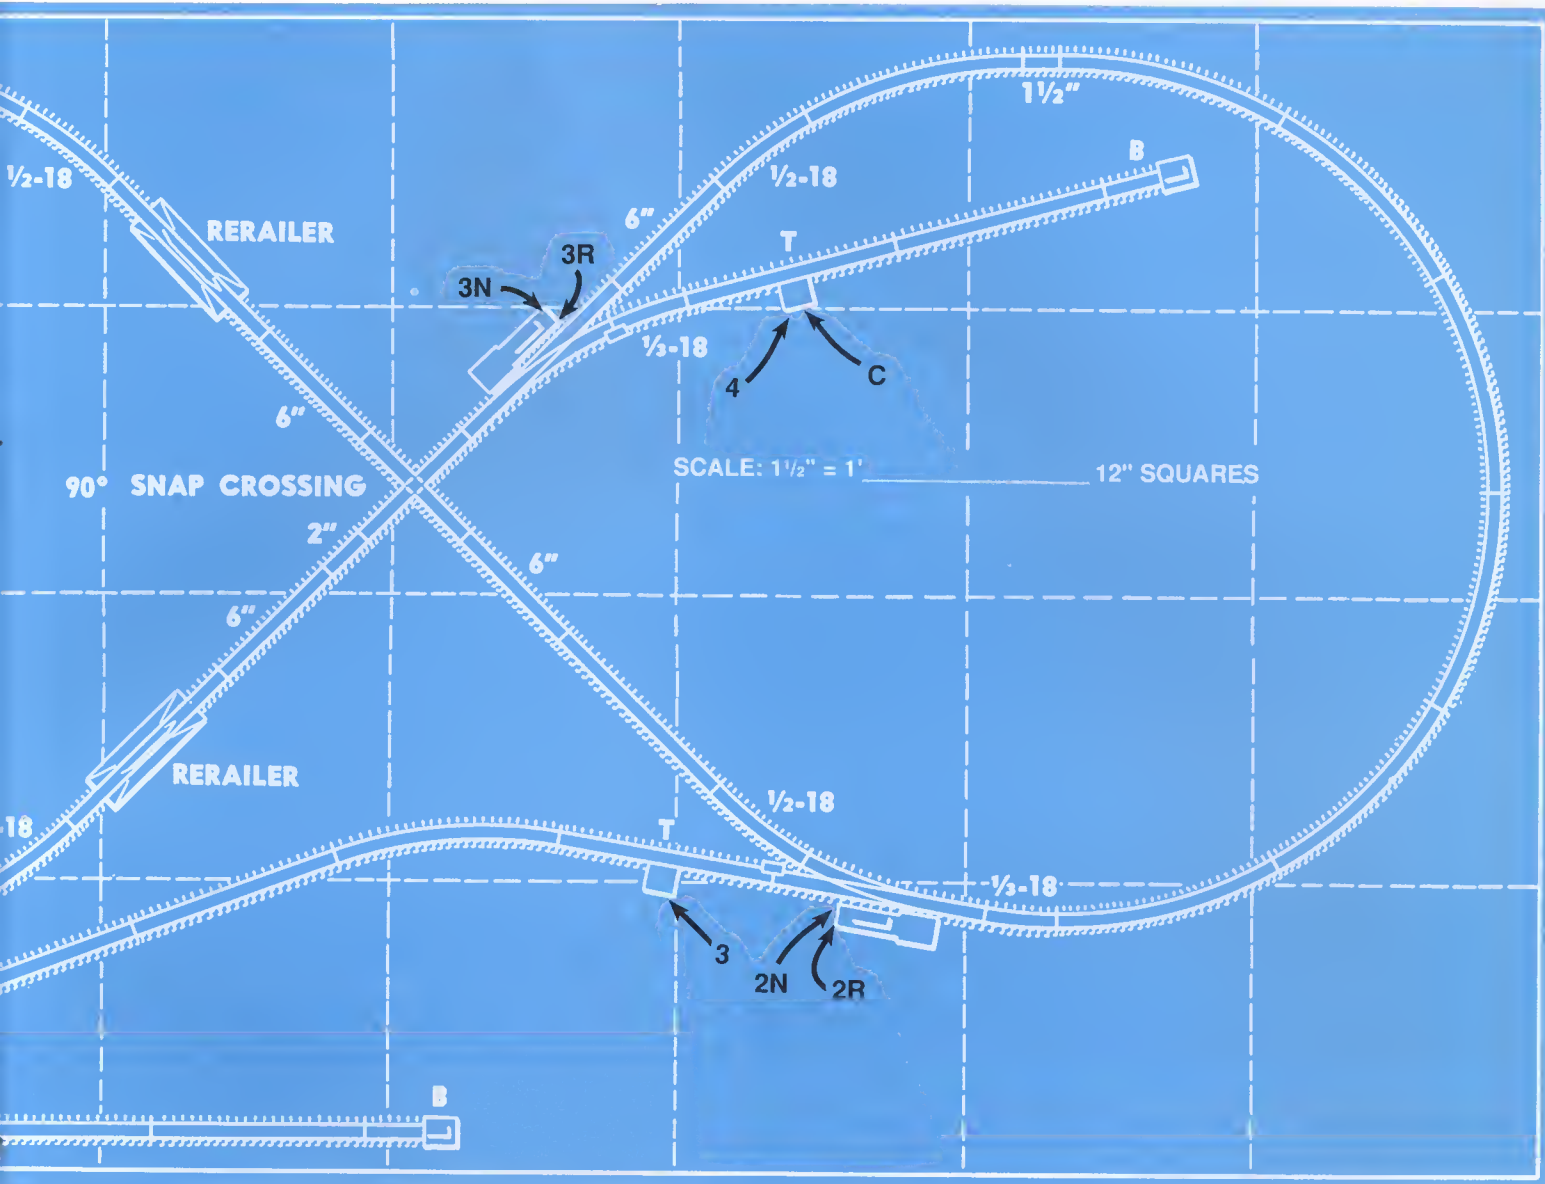 1½"
B
½-18
½-18
RERAILER
6"
T
3R
3N
⅓-18
4
C
6"
SCALE: 1½" = 1'
12" SQUARES
90° SNAP CROSSING
2"
6"
6"
RERAILER
½-18
-18
T
⅓-18
3
2N
2R
B